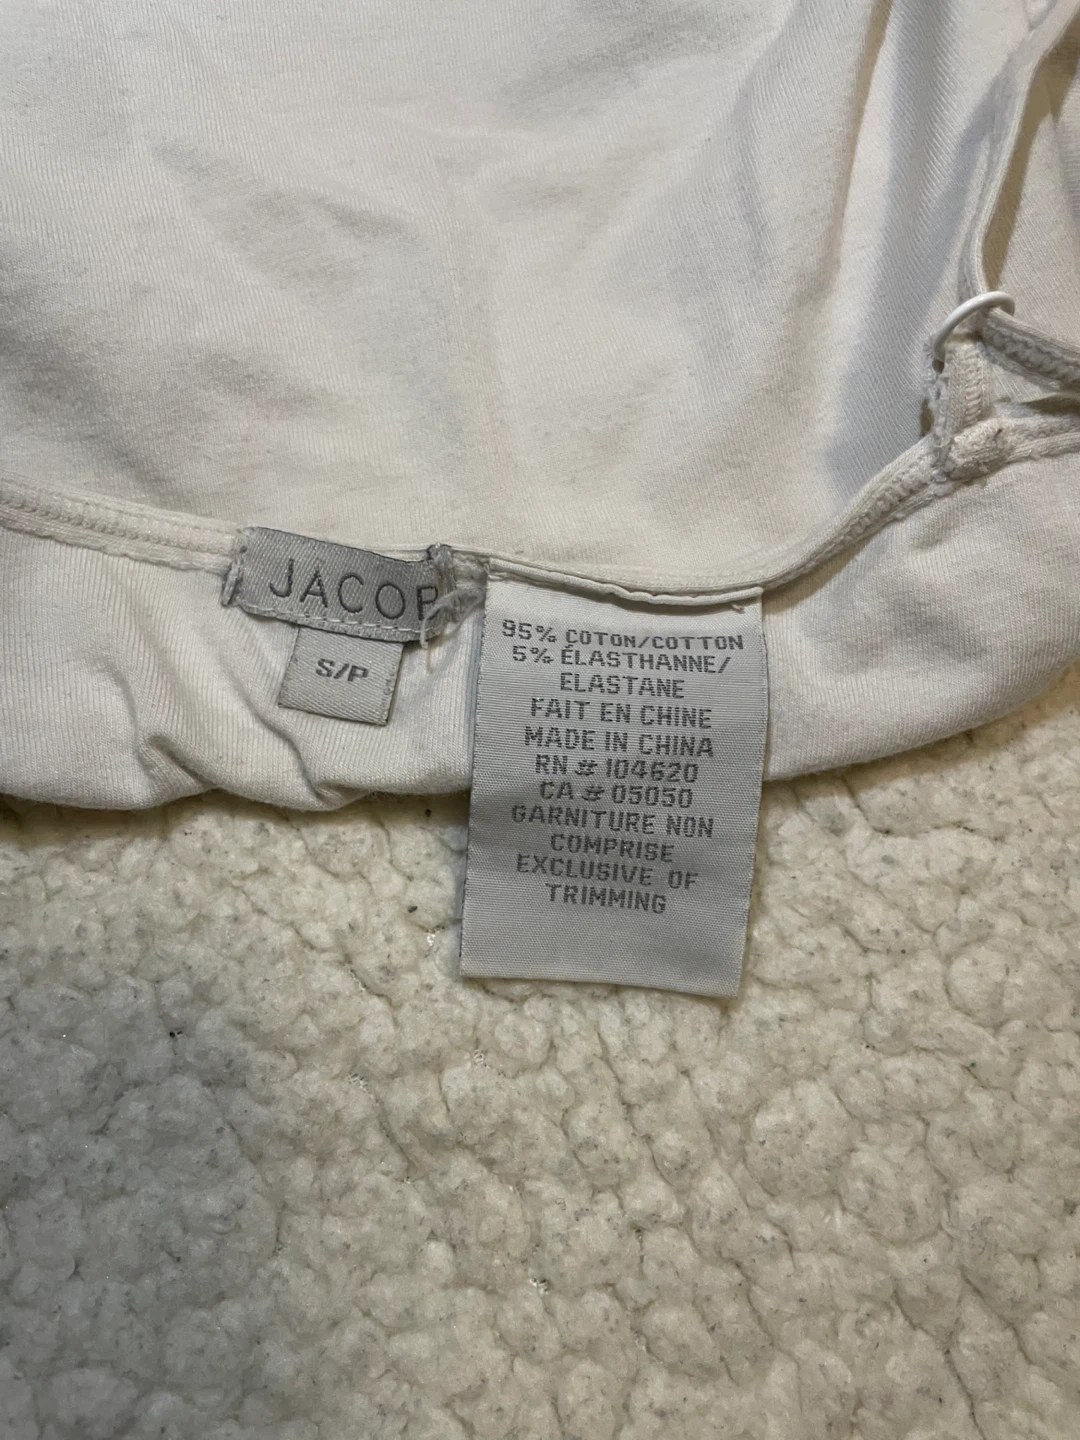 JACOB
S/P
95% COTON/COTTON
5% ÉLASTHANNE/
ELASTANE
FAIT EN CHINE
MADE IN CHINA
RN # 104620
CA # 05050
GARNITURE NON
COMPRISE
EXCLUSIVE OF
TRIMMING